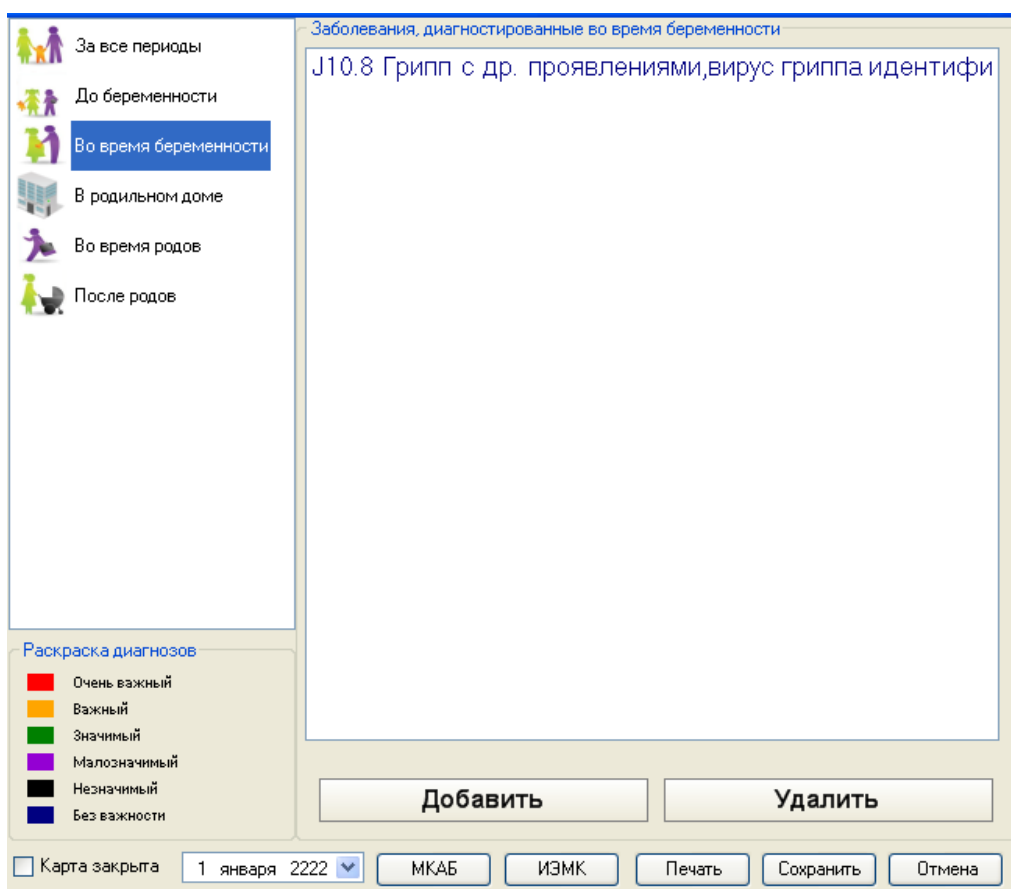 За все периоды
До беременности
Во время беременности
В родильном доме
Во время родов
После родов
Заболевания, диагностированные во время беременности
J10.8 Грипп с др. проявлениями,вирус гриппа идентифи
Раскраска диагнозов
Очень важный
Важный
Значимый
Малозначимый
Незначимый
Без важности
Добавить Удалить
Карта закрыта 1 января 2222 МКАБ ИЭМК Печать Сохранить Отмена